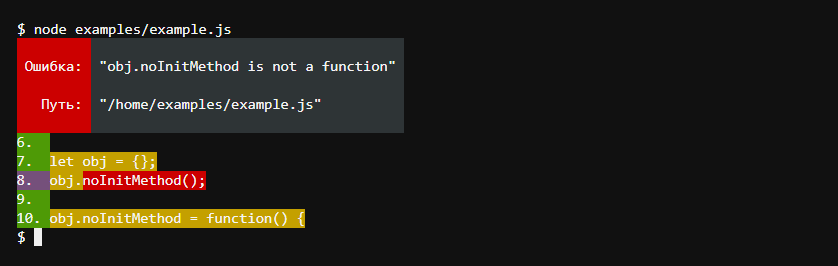 $ node examples/example.js
Ошибка: "obj.noInitMethod is not a function"
Путь: "/home/examples/example.js"
6.
7. let obj = {};
8. obj.noInitMethod();
9.
10. obj.noInitMethod = function() {
$